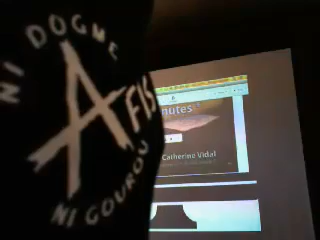 NI DOGME
AFIS
NI GOUROU
nutes
Catherine Vidal